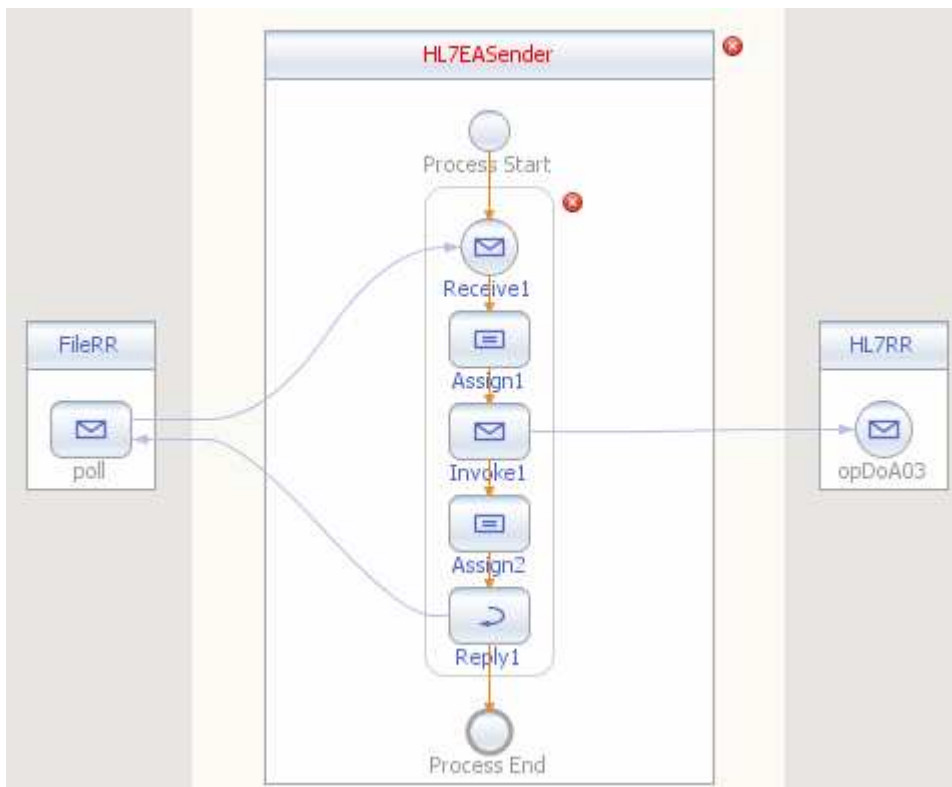 HL7EASender
Process Start
Receive1
FileRR
HL7RR
Assign1
poll
Invoke1
opDoA03
Assign2
Reply1
Process End